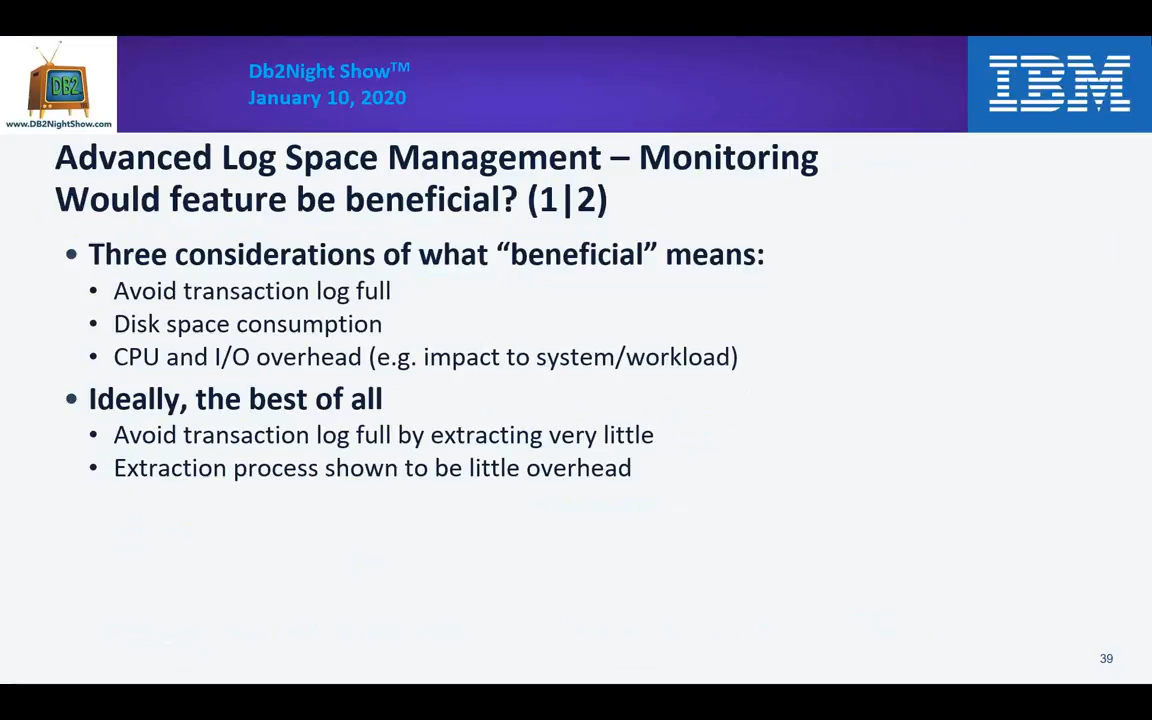 Db2Night Show™
January 10, 2020
DB2
www.DB2NightShow.com
IBM
Advanced Log Space Management – Monitoring
Would feature be beneficial? (1|2)
• Three considerations of what “beneficial” means:
• Avoid transaction log full
• Disk space consumption
• CPU and I/O overhead (e.g. impact to system/workload)
• Ideally, the best of all
• Avoid transaction log full by extracting very little
• Extraction process shown to be little overhead
39